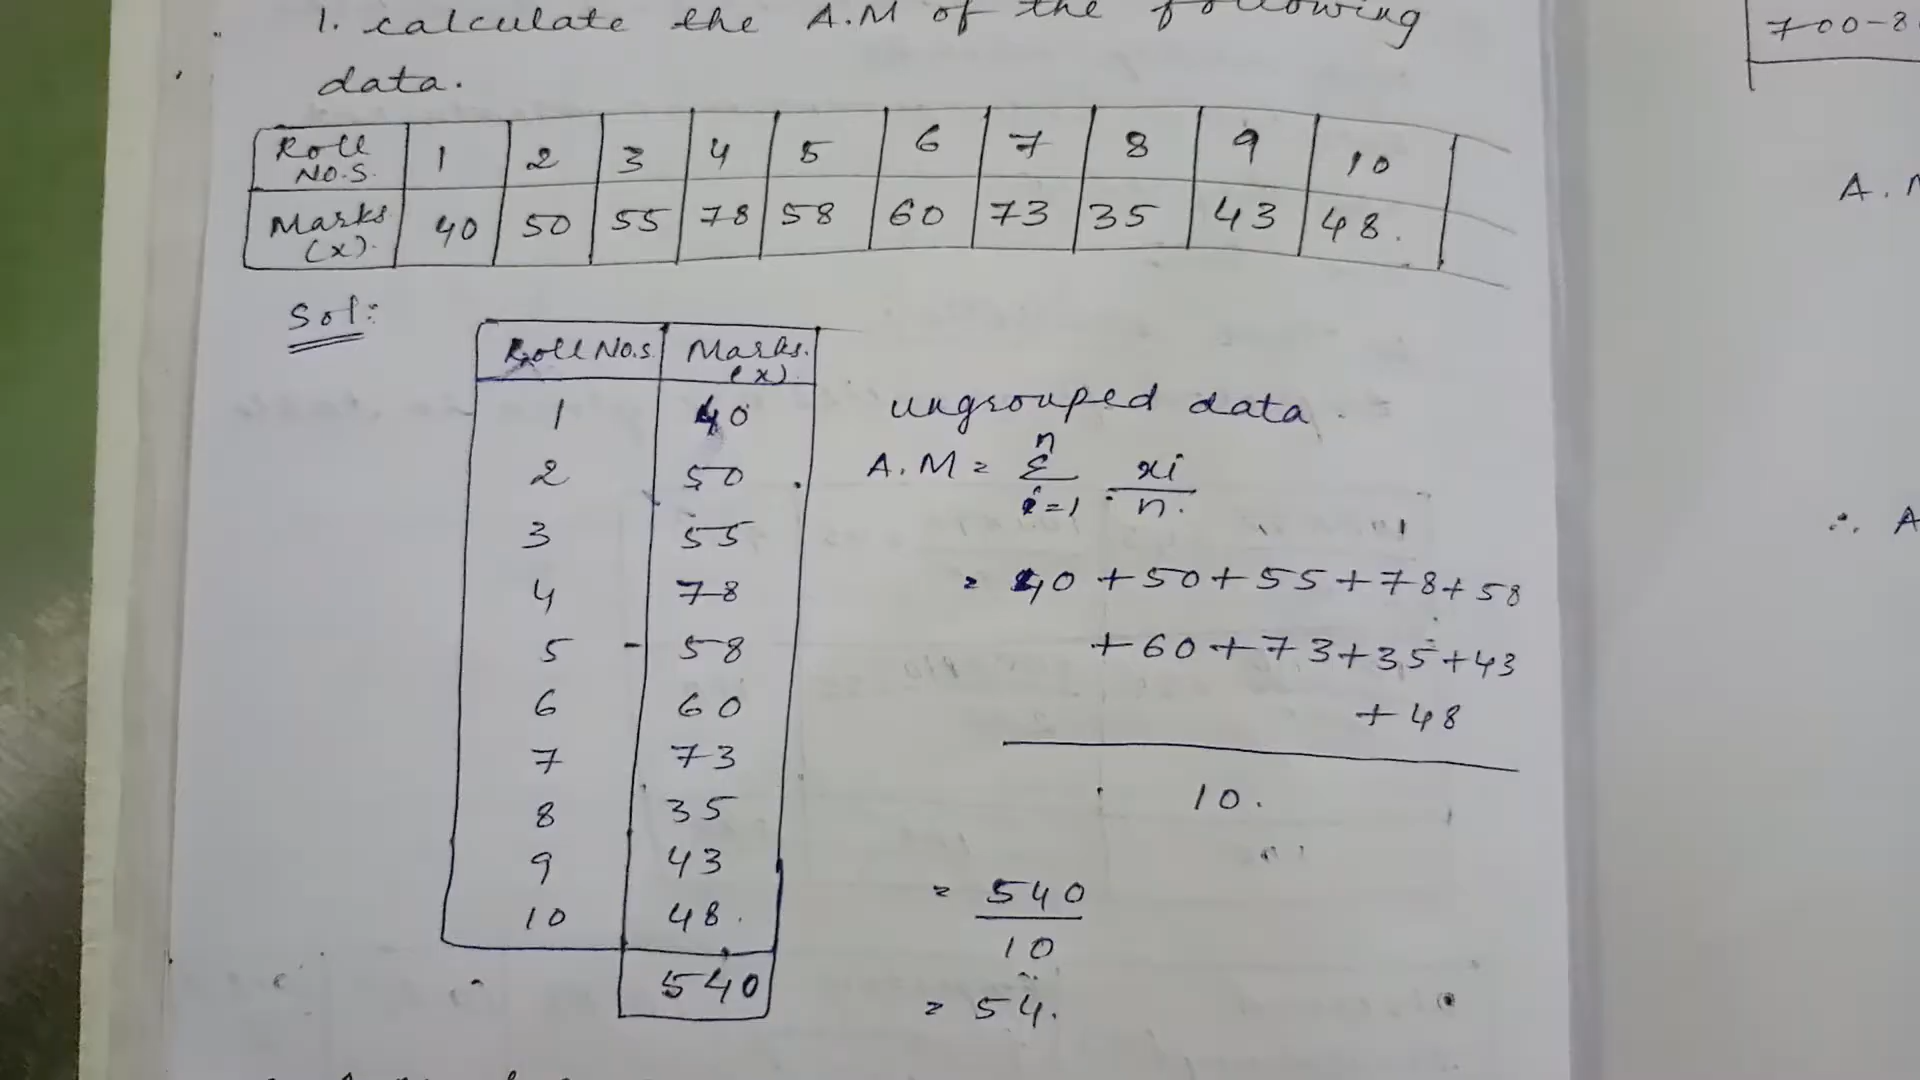 1. calculate the A.M of the following
data.
Roll No.s. 1 2 3 4 5 6 7 8 9 10
Marks (x). 40 50 55 78 58 60 73 35 43 48.
Sol:
Roll No.s Marks. (x)
1 40
2 50
3 55
4 78
5 - 58
6 60
7 73
8 35
9 43
10 48.
540
ungrouped data.
A.M = n Σ i=1 xi / n.
= 40 + 50 + 55 + 78 + 58
+ 60 + 73 + 35 + 43
+ 48
10.
= 540
10
= 54.
700-8
A.M
∴ A